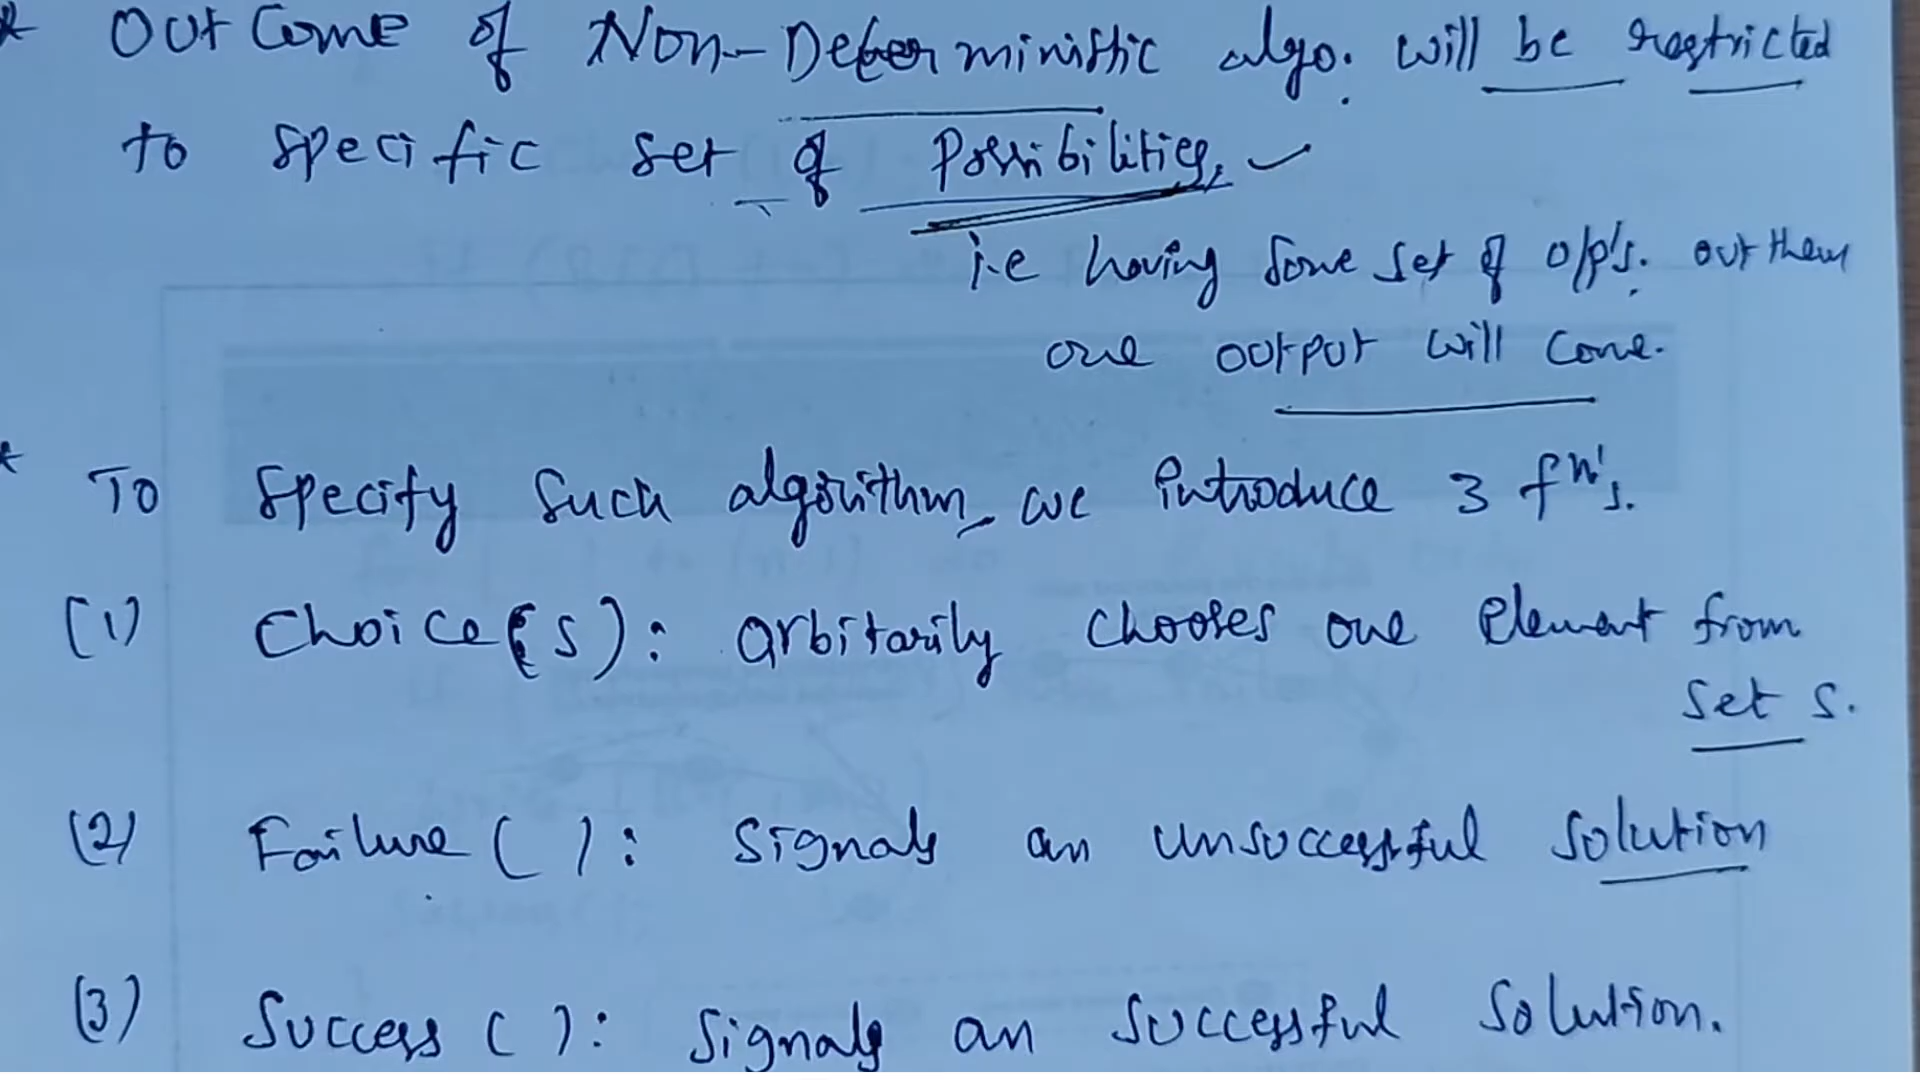 * Outcome of Non-Deterministic algo. will be restricted
to specific set of possibilities.
i.e having some set of o/p's. out them
one output will come.
* To specify such algorithm, we introduce 3 fn's.
(1) Choice(s): arbitarily chooses one element from
set s.
(2) Failure ( ): signals an unsuccessful solution
(3) Success ( ): signals an successful solution.